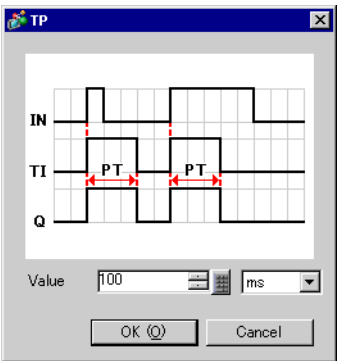 TP
IN
TI PT PT
Q
Value 100 ms
OK (O) Cancel